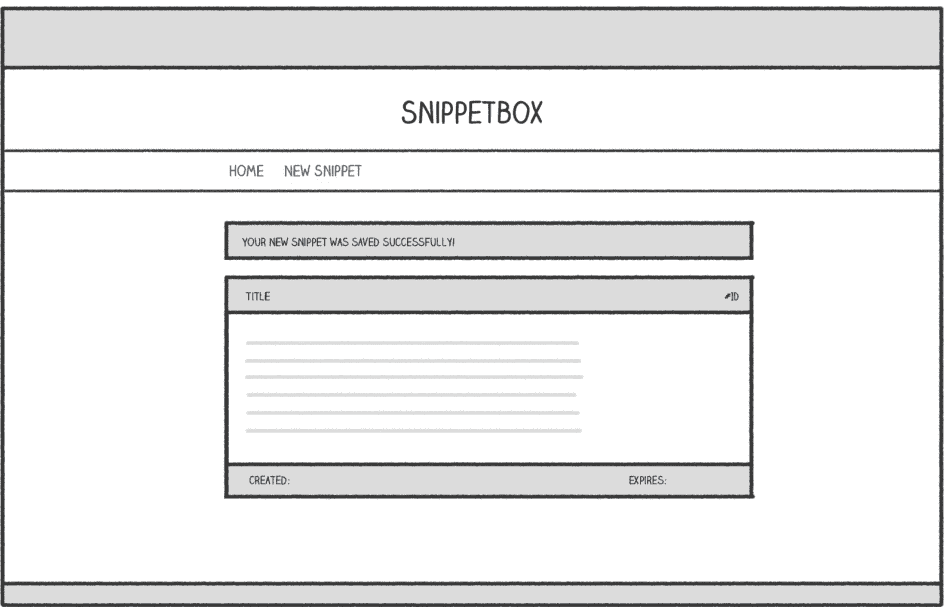 SNIPPETBOX
HOME NEW SNIPPET
YOUR NEW SNIPPET WAS SAVED SUCCESSFULLY!
TITLE #ID
CREATED: EXPIRES: